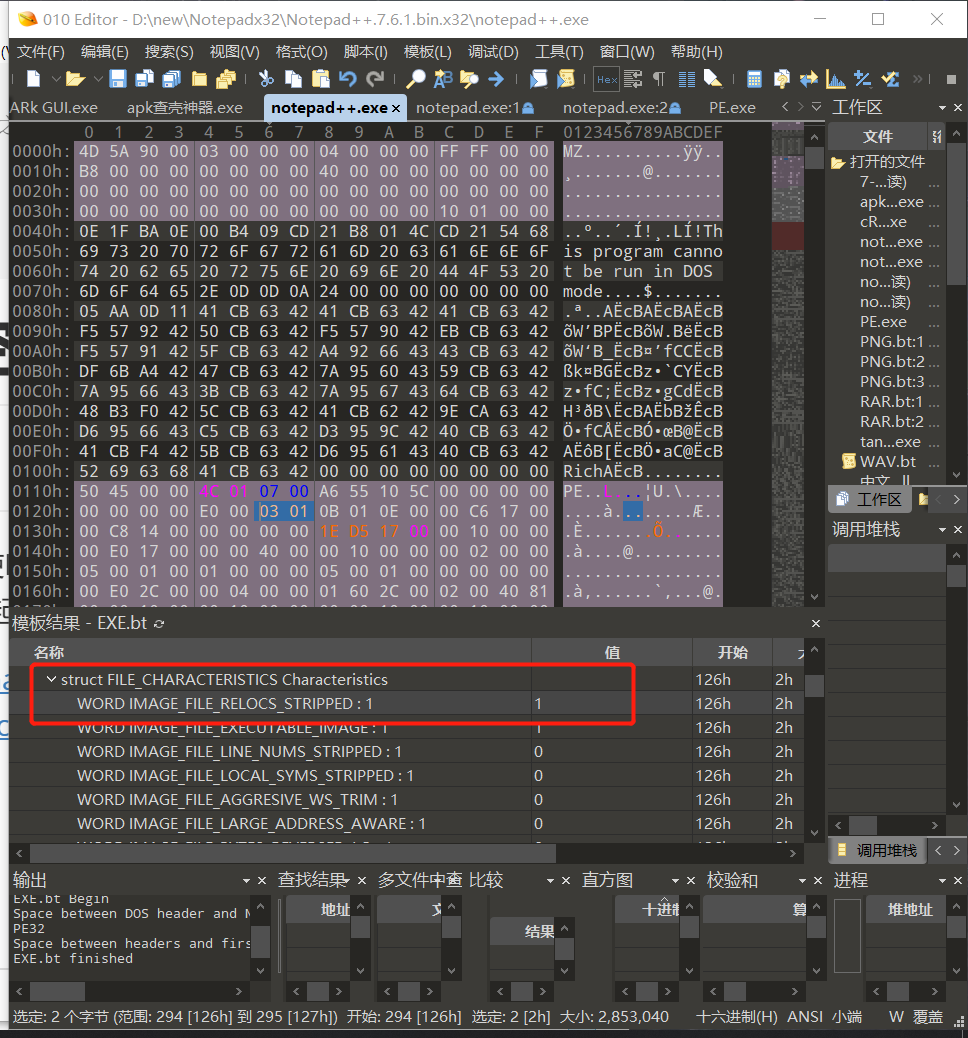 010 Editor - D:\new\Notepadx32\Notepad++.7.6.1.bin.x32\notepad++.exe
文件(F) 编辑(E) 搜索(S) 视图(V) 格式(O) 脚本(I) 模板(L) 调试(D) 工具(T) 窗口(W) 帮助(H)
Hex
ARk GUI.exe apk查壳神器.exe notepad++.exe notepad.exe:1 notepad.exe:2 PE.exe 工作区
0 1 2 3 4 5 6 7 8 9 A B C D E F 0123456789ABCDEF
0000h: 4D 5A 90 00 03 00 00 00 04 00 00 00 FF FF 00 00 MZ..........ÿÿ..
0010h: B8 00 00 00 00 00 00 00 40 00 00 00 00 00 00 00 ¸.......@.......
0020h: 00 00 00 00 00 00 00 00 00 00 00 00 00 00 00 00 ................
0030h: 00 00 00 00 00 00 00 00 00 00 00 00 10 01 00 00 ................
0040h: 0E 1F BA 0E 00 B4 09 CD 21 B8 01 4C CD 21 54 68 ..º..´.Í!¸.LÍ!Th
0050h: 69 73 20 70 72 6F 67 72 61 6D 20 63 61 6E 6E 6F is program canno
0060h: 74 20 62 65 20 72 75 6E 20 69 6E 20 44 4F 53 20 t be run in DOS
0070h: 6D 6F 64 65 2E 0D 0D 0A 24 00 00 00 00 00 00 00 mode....$.......
0080h: 05 AA 0D 11 41 CB 63 42 41 CB 63 42 41 CB 63 42 .ª..AËcBAËcBAËcB
0090h: F5 57 92 42 50 CB 63 42 F5 57 90 42 EB CB 63 42 õW’BPËcBõW.BëËcB
00A0h: F5 57 91 42 5F CB 63 42 A4 92 66 43 43 CB 63 42 õW‘B_ËcB¤’fCCËcB
00B0h: DF 6B A4 42 47 CB 63 42 7A 95 60 43 59 CB 63 42 ßk¤BGËcBz•`CYËcB
00C0h: 7A 95 66 43 3B CB 63 42 7A 95 67 43 64 CB 63 42 z•fC;ËcBz•gCdËcB
00D0h: 48 B3 F0 42 5C CB 63 42 41 CB 62 42 9E CA 63 42 H³ðB\ËcBAËbBžÊcB
00E0h: D6 95 66 43 C5 CB 63 42 D3 95 9C 42 40 CB 63 42 Ö•fCÅËcBÓ•œB@ËcB
00F0h: 41 CB F4 42 5B CB 63 42 D6 95 61 43 40 CB 63 42 AËôB[ËcBÖ•aC@ËcB
0100h: 52 69 63 68 41 CB 63 42 00 00 00 00 00 00 00 00 RichAËcB........
0110h: 50 45 00 00 4C 01 07 00 A6 55 10 5C 00 00 00 00 PE..L...¦U.\....
0120h: 00 00 00 00 E0 00 03 01 0B 01 0E 00 00 C6 17 00 ....à........Æ..
0130h: 00 C8 14 00 00 00 00 00 1E D5 17 00 00 10 00 00 .È.......Õ......
0140h: 00 E0 17 00 00 00 40 00 00 10 00 00 00 02 00 00 .à....@.........
0150h: 05 00 01 00 01 00 00 00 05 00 01 00 00 00 00 00 ................
0160h: 00 E0 2C 00 00 04 00 00 01 60 2C 00 02 00 40 81 .à,......`,...@.
文件
打开的文件
7-...读) ...
apk...exe ...
cR...xe ...
not...exe ...
not...exe ...
no...读) ...
no...读) ...
PE.exe ...
PNG.bt:1 ...
PNG.bt:2 ...
PNG.bt:3 ...
RAR.bt:1 ...
RAR.bt:2 ...
tan...exe ...
WAV.bt ...
工作区
调用堆栈
模板结果 - EXE.bt
名称 值 开始
struct FILE_CHARACTERISTICS Characteristics 126h 2h
WORD IMAGE_FILE_RELOCS_STRIPPED : 1 1 126h 2h
WORD IMAGE_FILE_EXECUTABLE_IMAGE : 1 1 126h 2h
WORD IMAGE_FILE_LINE_NUMS_STRIPPED : 1 0 126h 2h
WORD IMAGE_FILE_LOCAL_SYMS_STRIPPED : 1 0 126h 2h
WORD IMAGE_FILE_AGGRESIVE_WS_TRIM : 1 0 126h 2h
WORD IMAGE_FILE_LARGE_ADDRESS_AWARE : 1 0 126h 2h
调用堆栈
输出 查找结果 多文件中查 比较 直方图 校验和 进程
EXE.bt Begin
Space between DOS header and
PE32
Space between headers and firs
EXE.bt finished
地址 结果 十进制 算 堆地址
选定: 2 个字节 (范围: 294 [126h] 到 295 [127h]) 开始: 294 [126h] 选定: 2 [2h] 大小: 2,853,040 十六进制(H) ANSI 小端 W 覆盖